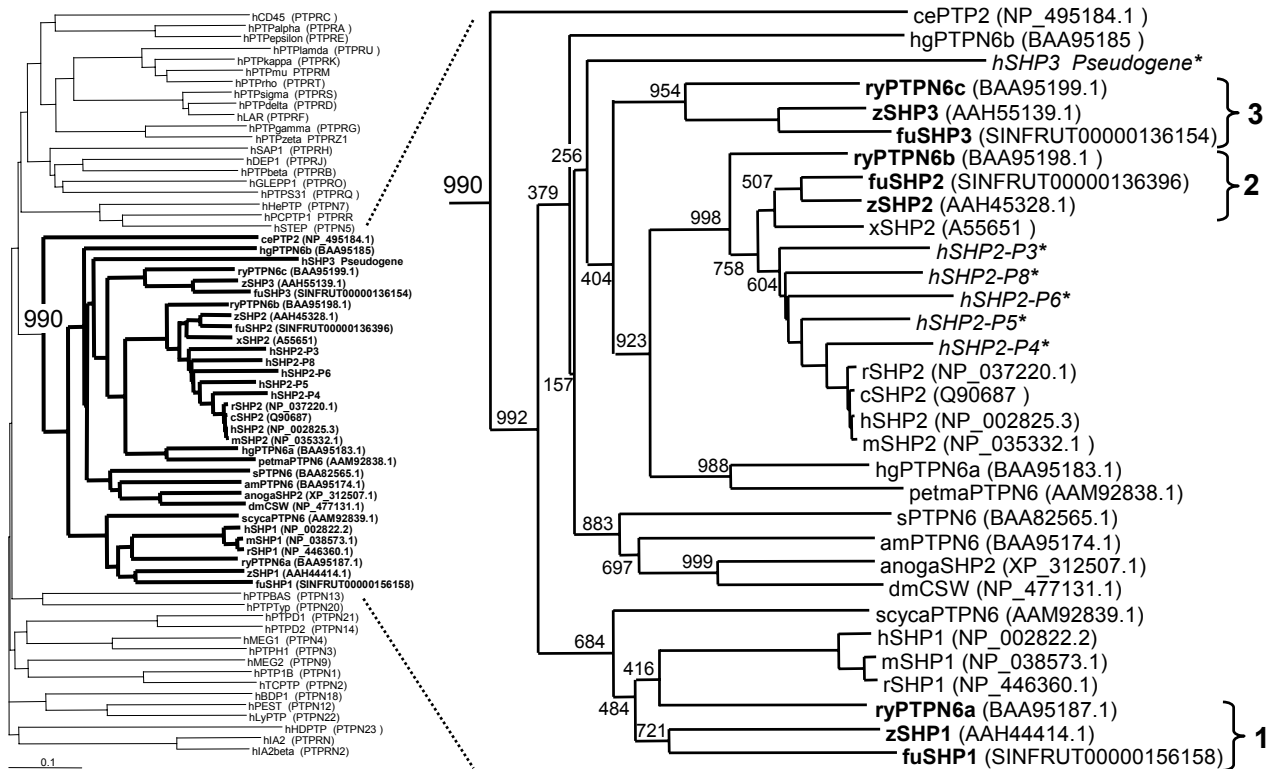 hCD45 (PTPRC )
hPTPalpha (PTPRA )
hPTPepsilon (PTPRE)
hPTPlamda (PTPRU )
hPTPkappa (PTPRK)
hPTPmu PTPRM
hPTPrho (PTPRT)
hPTPsigma (PTPRS)
hPTPdelta (PTPRD)
hLAR (PTPRF)
hPTPgamma (PTPRG)
hPTPzeta PTPRZ1
hSAP1 (PTPRH)
hDEP1 (PTPRJ)
hPTPbeta (PTPRB)
hGLEPP1 (PTPRO)
hPTPS31 (PTPRQ )
hHePTP (PTPN7)
hPCPTP1 PTPRR
hSTEP (PTPN5)
cePTP2 (NP_495184.1)
hgPTPN6b (BAA95185)
hSHP3 Pseudogene
ryPTPN6c (BAA95199.1)
zSHP3 (AAH55139.1)
fuSHP3 (SINFRUT00000136154)
990
ryPTPN6b (BAA95198.1)
zSHP2 (AAH45328.1)
fuSHP2 (SINFRUT00000136396)
xSHP2 (A55651)
hSHP2-P3
hSHP2-P8
hSHP2-P6
hSHP2-P5
hSHP2-P4
rSHP2 (NP_037220.1)
cSHP2 (Q90687)
hSHP2 (NP_002825.3)
mSHP2 (NP_035332.1)
hgPTPN6a (BAA95183.1)
petmaPTPN6 (AAM92838.1)
sPTPN6 (BAA82565.1)
amPTPN6 (BAA95174.1)
anogaSHP2 (XP_312507.1)
dmCSW (NP_477131.1)
scycaPTPN6 (AAM92839.1)
hSHP1 (NP_002822.2)
mSHP1 (NP_038573.1)
rSHP1 (NP_446360.1)
ryPTPN6a (BAA95187.1)
zSHP1 (AAH44414.1)
fuSHP1 (SINFRUT00000156158)
hPTPBAS (PTPN13)
hPTPTyp (PTPN20)
hPTPD1 (PTPN21)
hPTPD2 (PTPN14)
hMEG1 (PTPN4)
hPTPH1 (PTPN3)
hMEG2 (PTPN9)
hPTP1B (PTPN1)
hTCPTP (PTPN2)
hBDP1 (PTPN18)
hPEST (PTPN12)
hLyPTP (PTPN22)
hHDPTP (PTPN23 )
hIA2 (PTPRN)
hIA2beta (PTPRN2)
0.1
cePTP2 (NP_495184.1)
hgPTPN6b (BAA95185 )
hSHP3 Pseudogene*
954
ryPTPN6c (BAA95199.1)
zSHP3 (AAH55139.1)
fuSHP3 (SINFRUT00000136154)
3
256
ryPTPN6b (BAA95198.1 )
990
379
507
fuSHP2 (SINFRUT00000136396)
2
zSHP2 (AAH45328.1)
998
xSHP2 (A55651 )
hSHP2-P3*
758
404
604
hSHP2-P8*
hSHP2-P6*
hSHP2-P5*
923
hSHP2-P4*
157
rSHP2 (NP_037220.1)
cSHP2 (Q90687 )
992
hSHP2 (NP_002825.3)
mSHP2 (NP_035332.1 )
988
hgPTPN6a (BAA95183.1)
petmaPTPN6 (AAM92838.1)
883
sPTPN6 (BAA82565.1)
amPTPN6 (BAA95174.1)
697
999
anogaSHP2 (XP_312507.1)
dmCSW (NP_477131.1)
684
scycaPTPN6 (AAM92839.1)
416
hSHP1 (NP_002822.2)
mSHP1 (NP_038573.1)
rSHP1 (NP_446360.1)
484
ryPTPN6a (BAA95187.1)
721
zSHP1 (AAH44414.1)
1
fuSHP1 (SINFRUT00000156158)